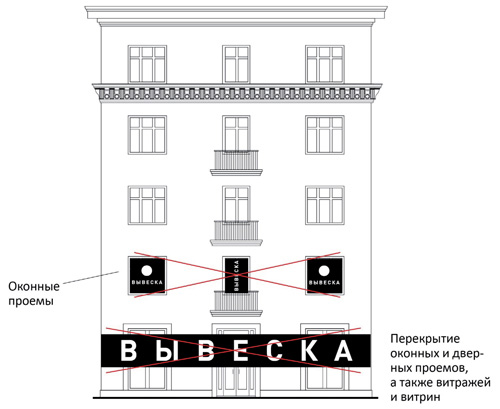 ВЫВЕСКА
ВЫВЕСКА
ВЫВЕСКА
Оконные
проемы
ВЫВЕСКА
Перекрытие
оконных и двер-
ных проемов,
а также витражей
и витрин